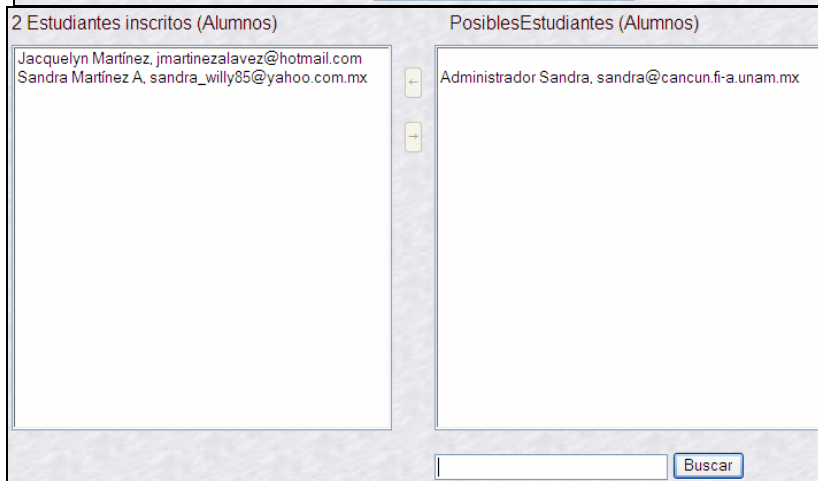 2 Estudiantes inscritos (Alumnos)
PosiblesEstudiantes (Alumnos)
Jacquelyn Martínez, jmartinezalavez@hotmail.com
Sandra Martínez A, sandra_willy85@yahoo.com.mx
←
→
Administrador Sandra, sandra@cancun.fi-a.unam.mx
Buscar